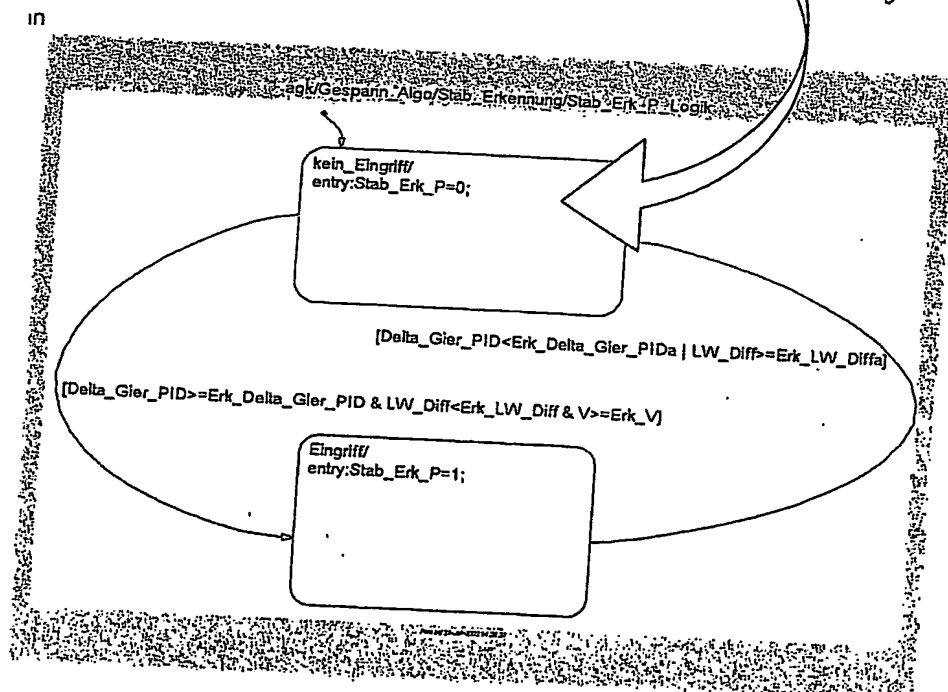 in
agk/Gespann_Algo/Stab_Erkennung/Stab_Erk_P_Logik
kein_Eingriff/
entry:Stab_Erk_P=0;
[Delta_Gier_PID<Erk_Delta_Gier_PIDa | LW_Diff>=Erk_LW_Diffa]
[Delta_Gier_PID>=Erk_Delta_Gier_PID & LW_Diff<Erk_LW_Diff & V>=Erk_V]
Eingriff/
entry:Stab_Erk_P=1;